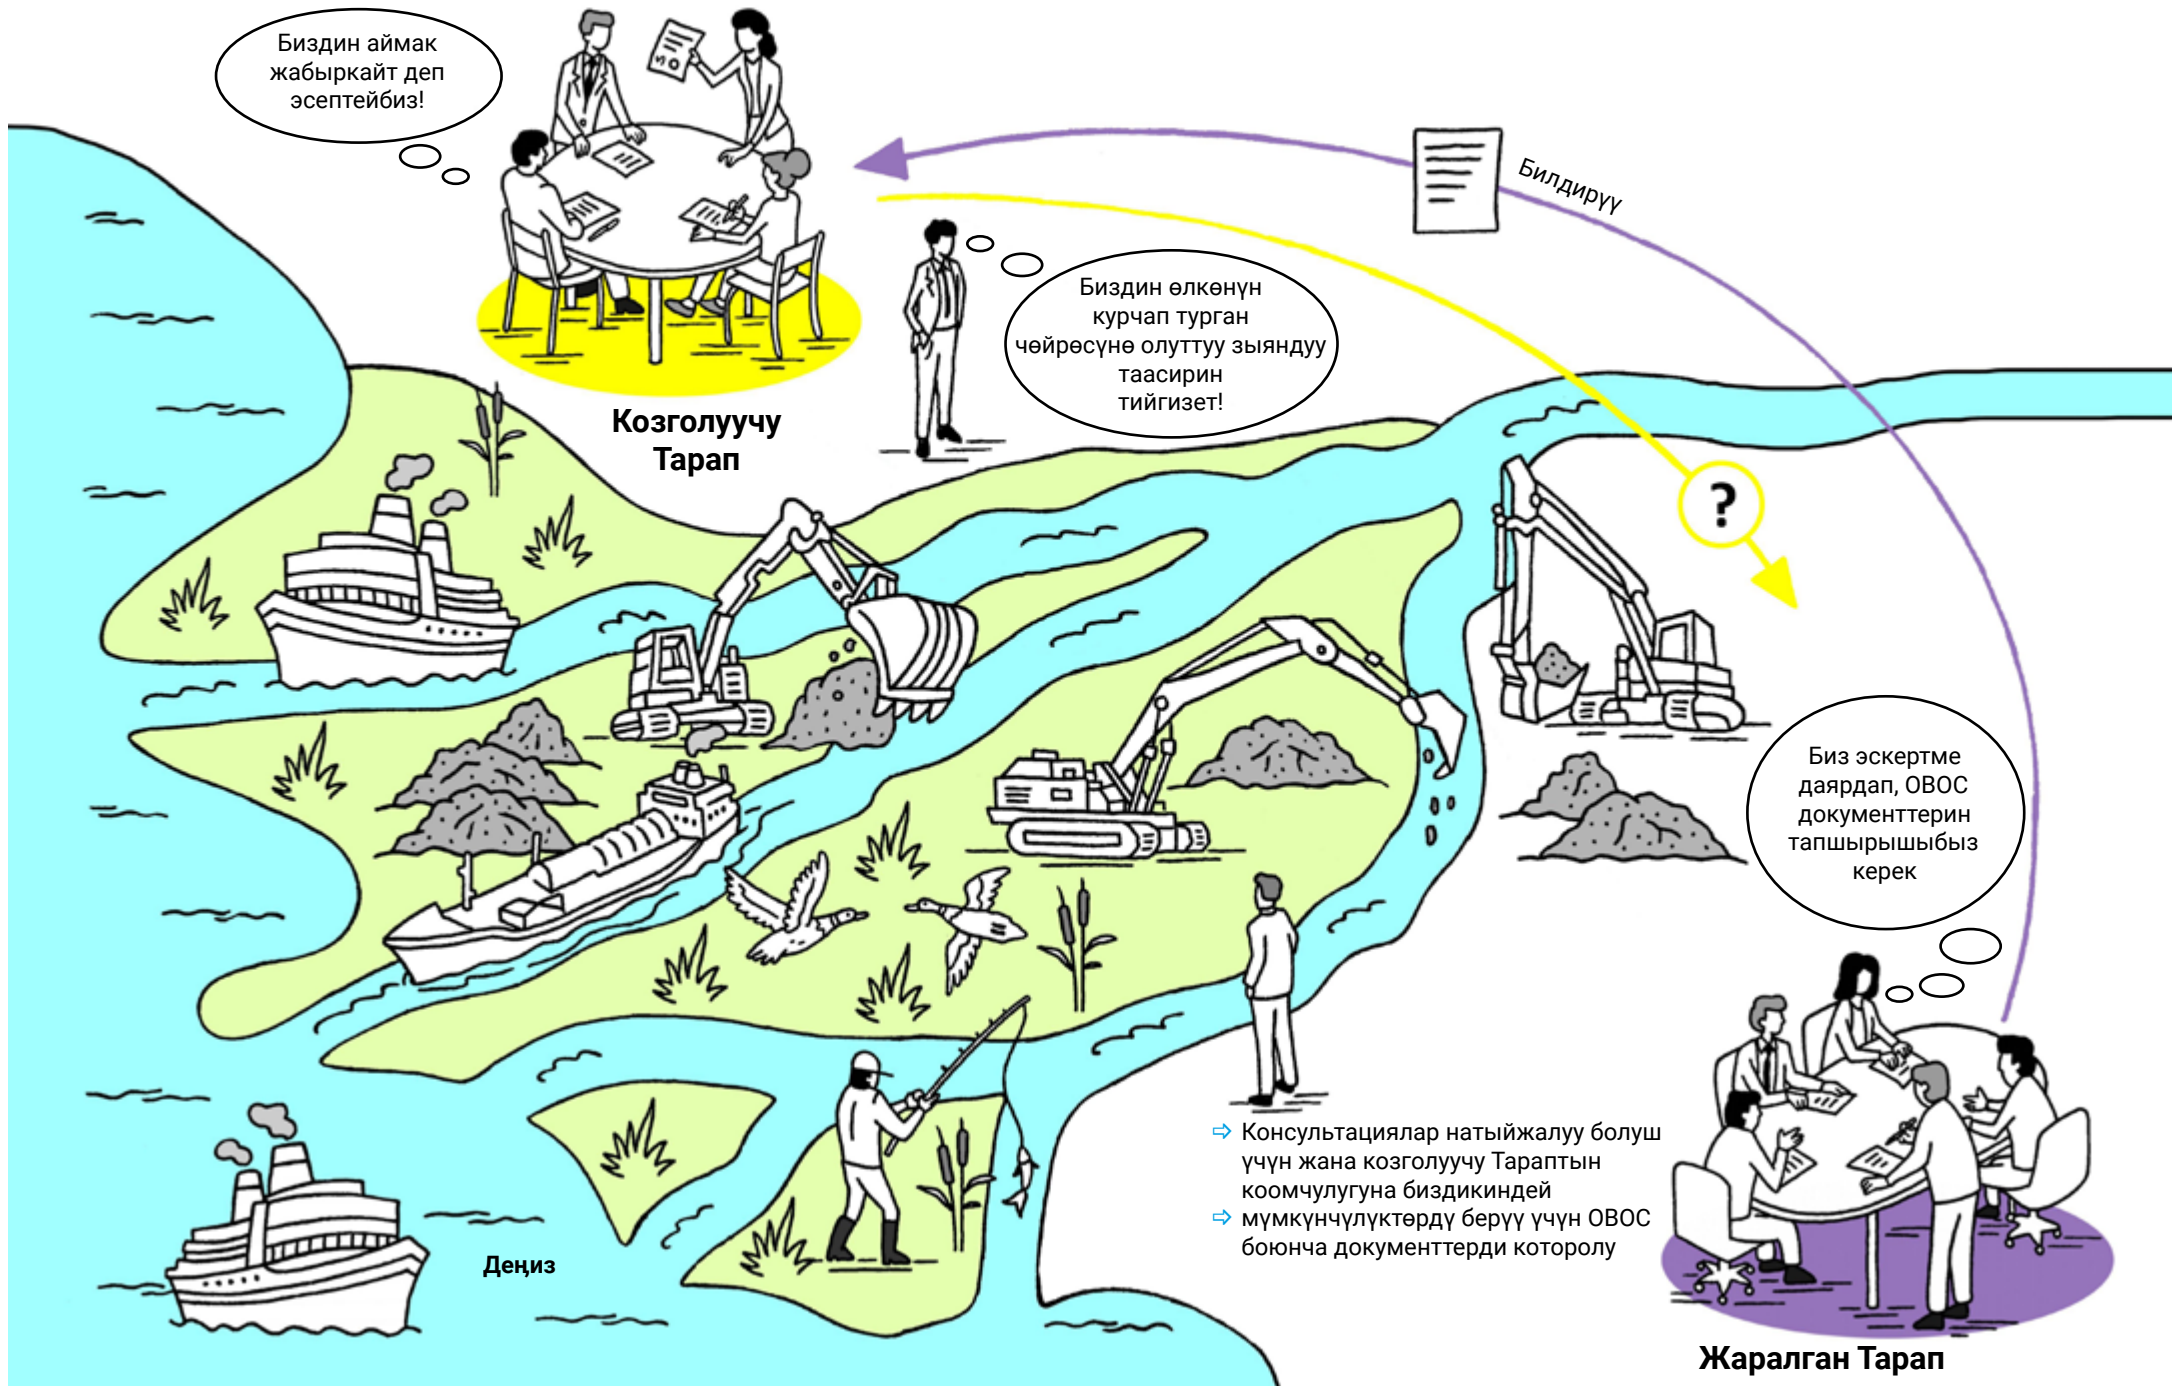 Биздин аймак
жабыркайт деп
эсептейбиз!
Билдирүү
Биздин өлкөнүн
курчап турган
чөйрөсүнө олуттуу зыяндуу
таасирин
тийгизет!
Козголуучу
Тарап
?
Биз эскертме
даярдап, ОВОС
документтерин
тапшырышыбыз
керек
⇨ Консультациялар натыйжалуу болуш
үчүн жана козголуучу Тараптын
коомчулугуна биздикиндей
⇨ мүмкүнчүлүктөрдү берүү үчүн ОВОС
боюнча документтерди которолу
Деңиз
Жаралган Тарап